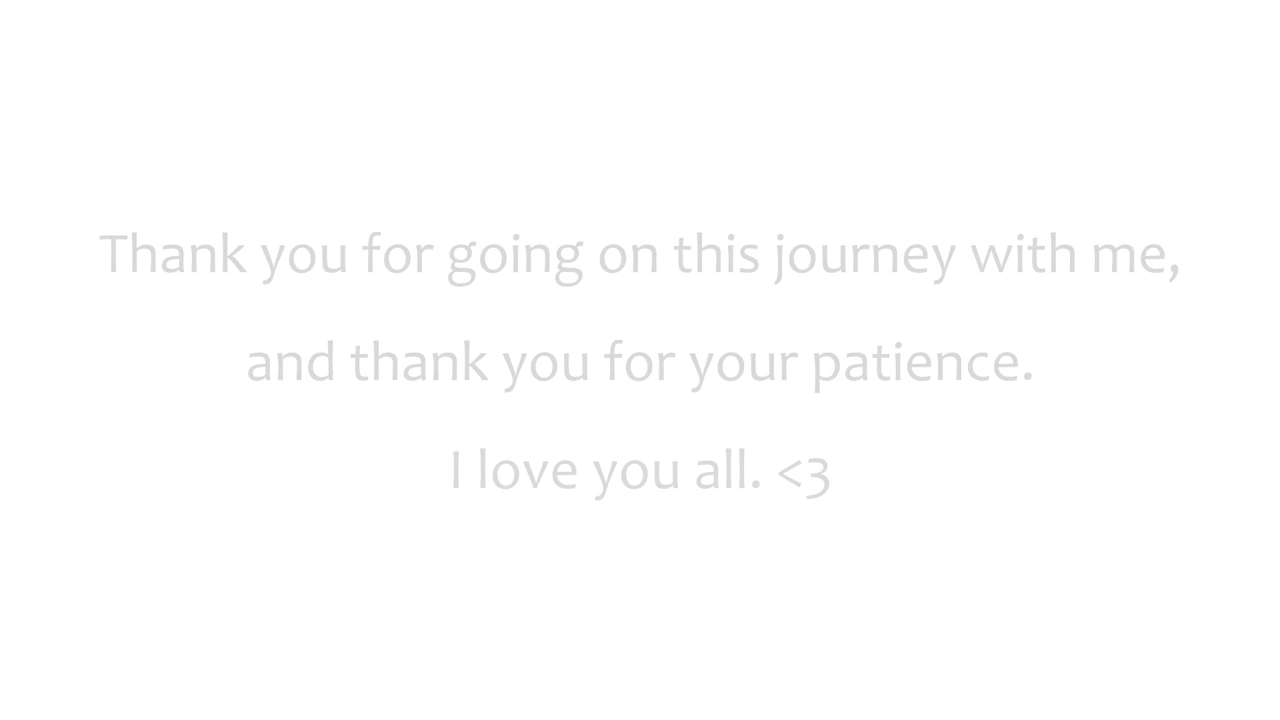 Thank you for going on this journey with me,
and thank you for your patience.
I love you all. <3